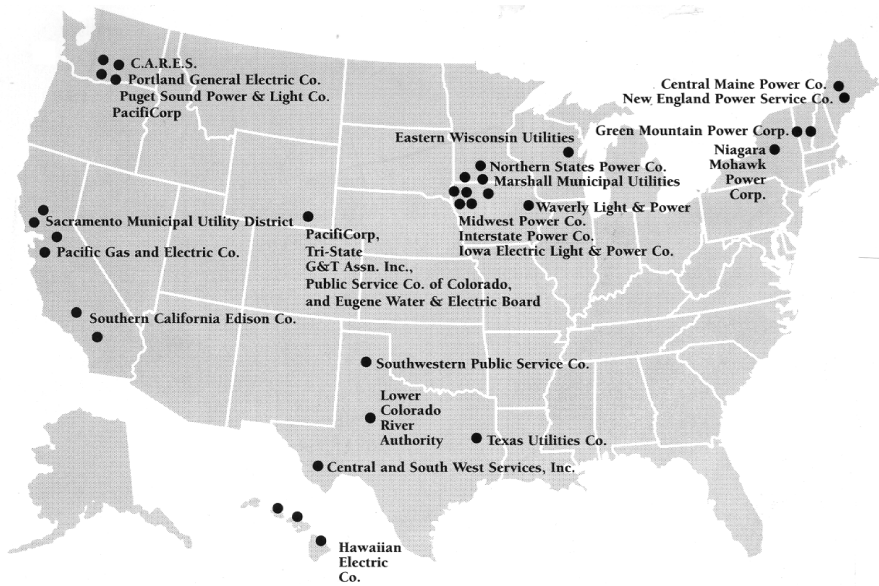 C.A.R.E.S.
Portland General Electric Co.
Puget Sound Power & Light Co.
PacifiCorp
Central Maine Power Co.
New England Power Service Co.
Green Mountain Power Corp.
Niagara
Mohawk
Power
Corp.
Eastern Wisconsin Utilities
Northern States Power Co.
Marshall Municipal Utilities
Waverly Light & Power
Midwest Power Co.
Interstate Power Co.
Iowa Electric Light & Power Co.
Sacramento Municipal Utility District
Pacific Gas and Electric Co.
PacifiCorp,
Tri-State
G&T Assn. Inc.,
Public Service Co. of Colorado,
and Eugene Water & Electric Board
Southern California Edison Co.
Southwestern Public Service Co.
Lower
Colorado
River
Authority
Texas Utilities Co.
Central and South West Services, Inc.
Hawaiian
Electric
Co.